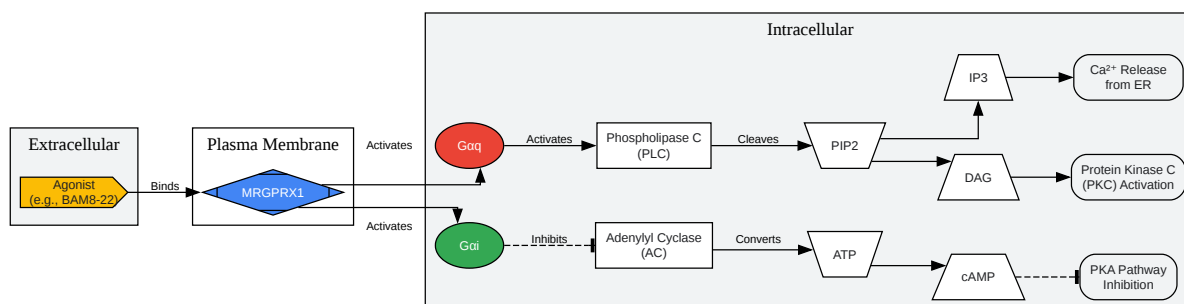 Intracellular
Extracellular
Plasma Membrane
Agonist
(e.g., BAM8-22)
Binds
MRGPRX1
Activates
Activates
Gαq
Activates
Phospholipase C
(PLC)
Cleaves
PIP2
IP3
Ca²⁺ Release
from ER
DAG
Protein Kinase C
(PKC) Activation
Gαi
Inhibits
Adenylyl Cyclase
(AC)
Converts
ATP
cAMP
PKA Pathway
Inhibition